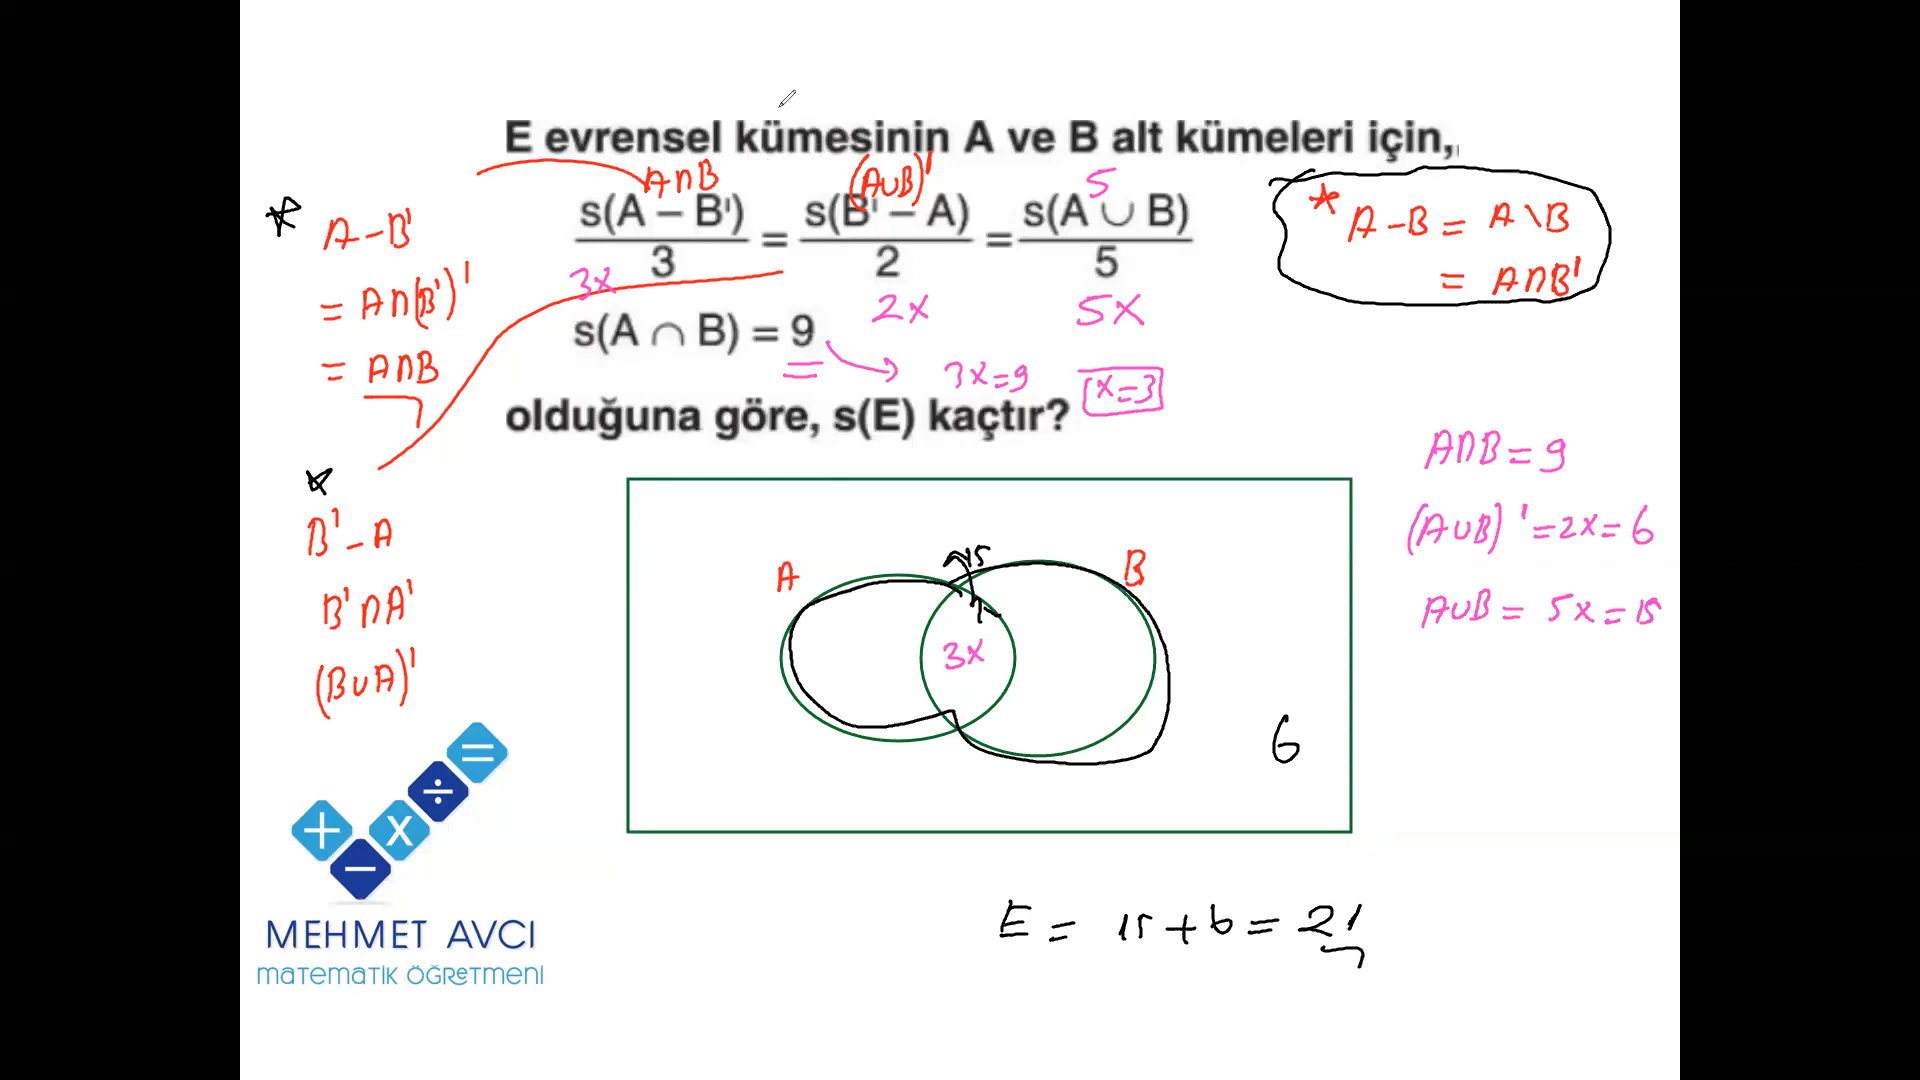 E evrensel kümesinin A ve B alt kümeleri için,
A∩B (A∪B)' 5
s(A – B')/3 = s(B' – A)/2 = s(A ∪ B)/5
3x 2x 5x
s(A ∩ B) = 9
3x=9 x=3
olduğuna göre, s(E) kaçtır?
* A-B = A\B
= A∩B'
A-B'
= A∩(B')'
= A∩B
B'-A
B'∩A'
(B∪A)'
A∩B=9
(A∪B)'=2x=6
A∪B= 5x=15
A B
15
3x
6
E = 15+6=21
+ - x ÷ =
MEHMET AVCI
matematik öğretmeni